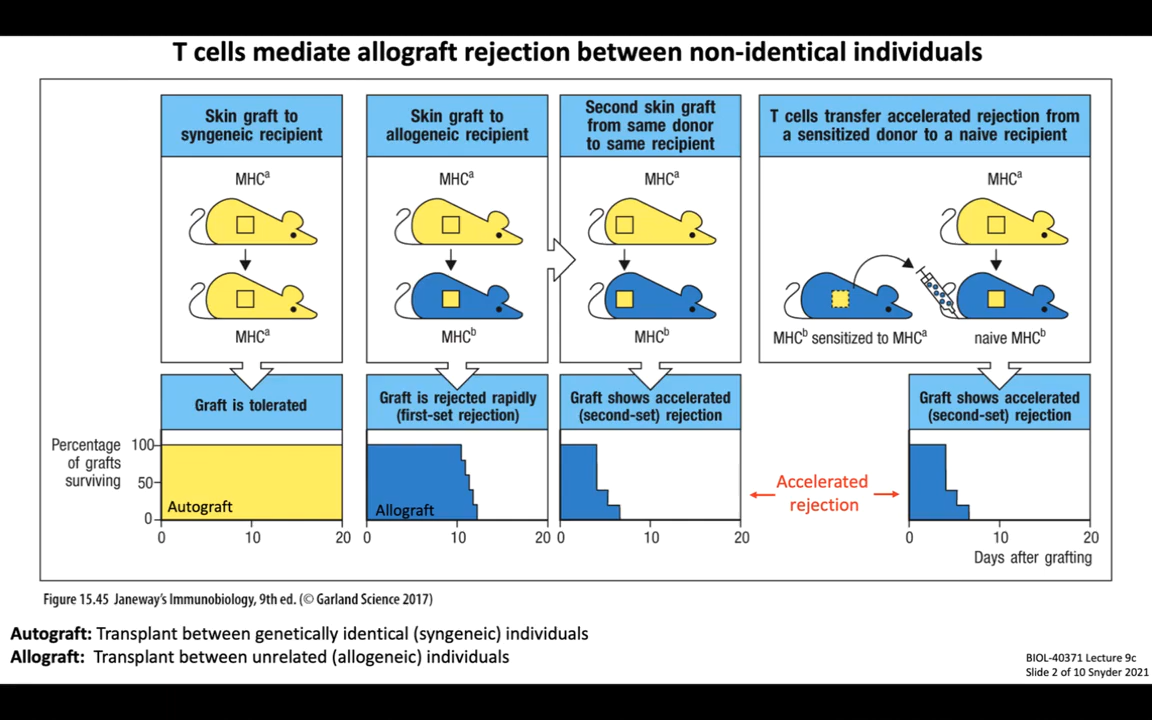 T cells mediate allograft rejection between non-identical individuals
Skin graft to
syngeneic recipient
MHCa
MHCa
Graft is tolerated
Skin graft to
allogeneic recipient
MHCa
MHCb
Graft is rejected rapidly
(first-set rejection)
Second skin graft
from same donor
to same recipient
MHCa
MHCb
Graft shows accelerated
(second-set) rejection
T cells transfer accelerated rejection from
a sensitized donor to a naive recipient
MHCa
MHCb sensitized to MHCa
naive MHCb
Graft shows accelerated
(second-set) rejection
Percentage
of grafts
surviving
100
50
0
Autograft
0 10 20
Allograft
0 10 20
0 10 20
Accelerated
rejection
0 10 20
Days after grafting
Figure 15.45 Janeway's Immunobiology, 9th ed. (© Garland Science 2017)
Autograft: Transplant between genetically identical (syngeneic) individuals
Allograft: Transplant between unrelated (allogeneic) individuals
BIOL-40371 Lecture 9c
Slide 2 of 10 Snyder 2021